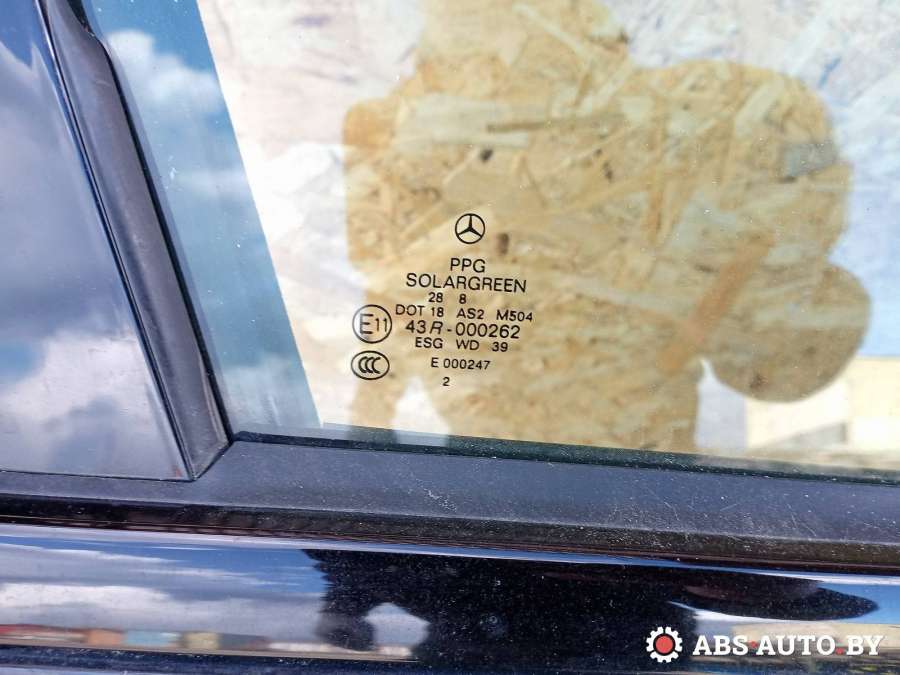 PPG
SOLARGREEN
28 8
DOT 18 AS2 M504
E11 43R-000262
ESG WD 39
CCC E 000247
2
ABS-AUTO.BY